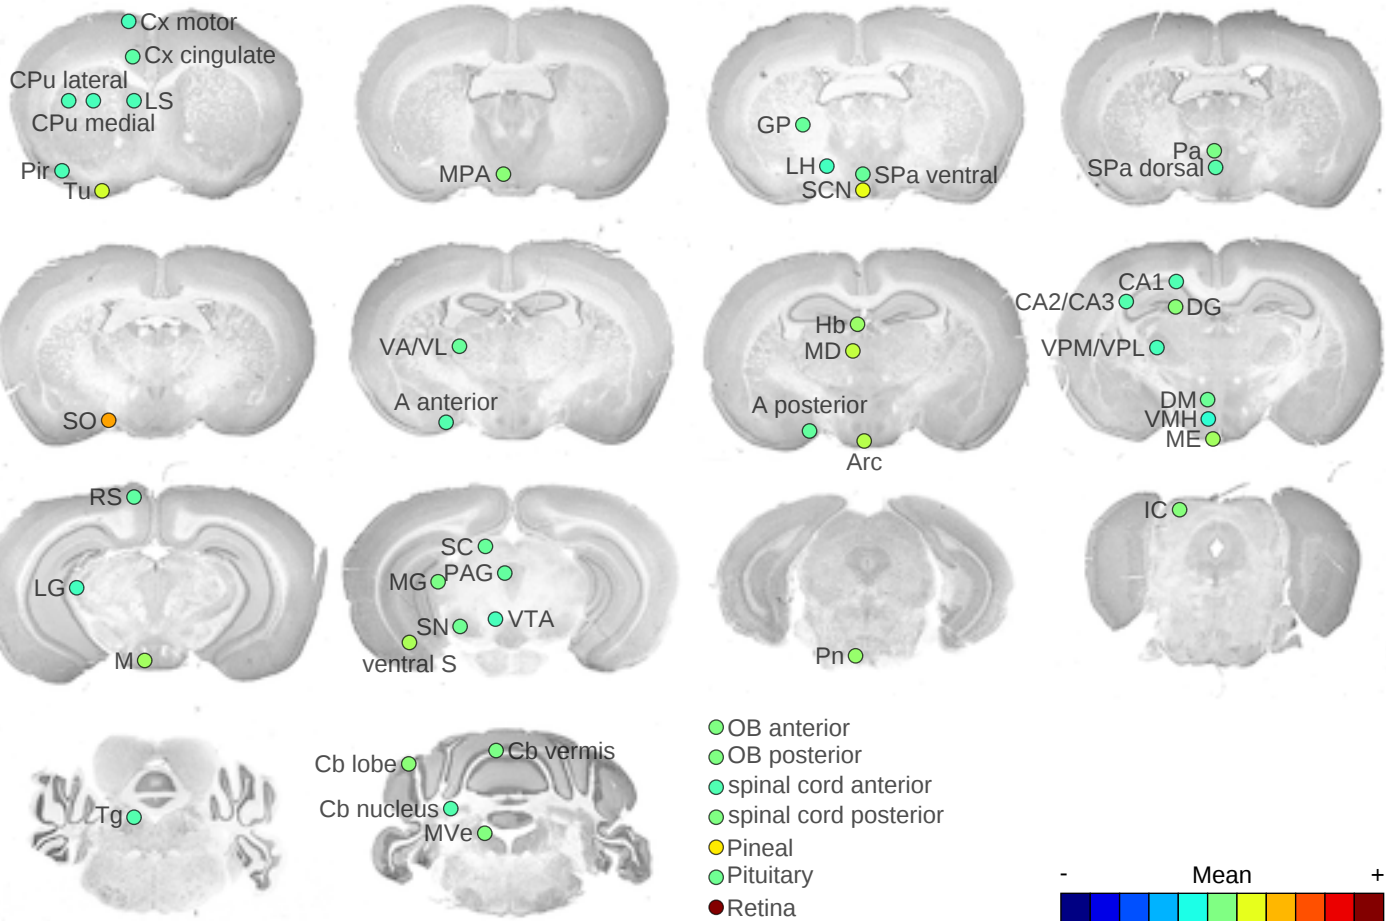 Cx motor
Cx cingulate
CPu lateral
LS
CPu medial
Pir
Tu
MPA
GP
LH
SPa ventral
SCN
Pa
SPa dorsal
SO
VA/VL
A anterior
Hb
MD
A posterior
Arc
CA1
CA2/CA3
DG
VPM/VPL
DM
VMH
ME
RS
LG
M
SC
PAG
MG
VTA
SN
ventral S
Pn
IC
Tg
Cb vermis
Cb lobe
Cb nucleus
MVe
OB anterior
OB posterior
spinal cord anterior
spinal cord posterior
Pineal
Pituitary
Retina
- Mean +